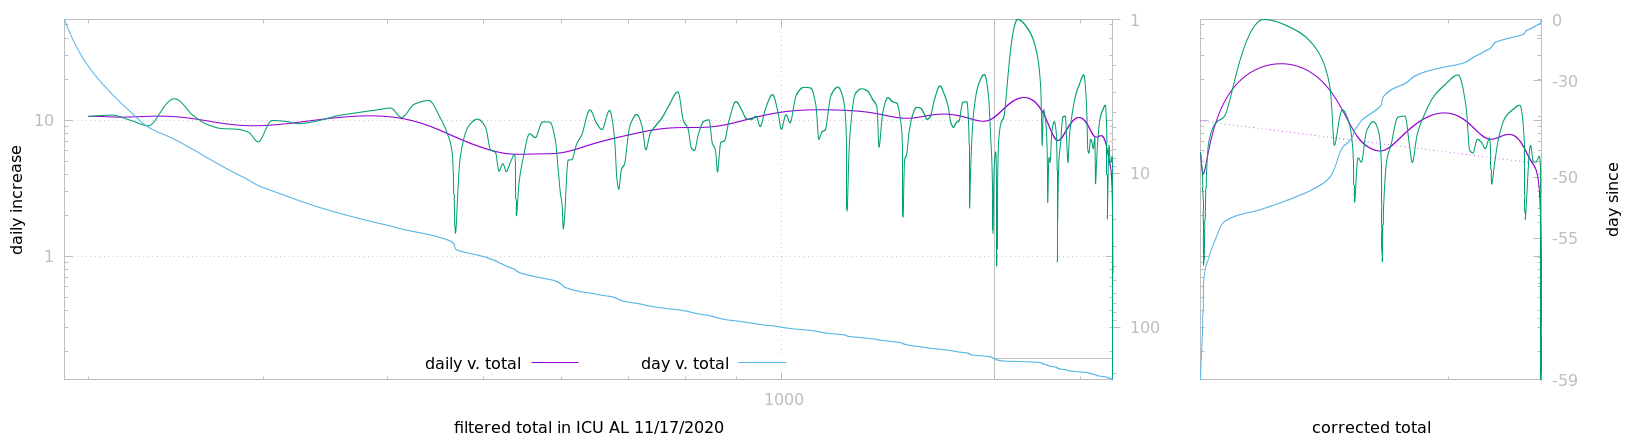 daily increase
10
1
daily v. total
day v. total
1
10
100
1000
filtered total in ICU AL 11/17/2020
0
-30
-50
-55
-59
day since
corrected total